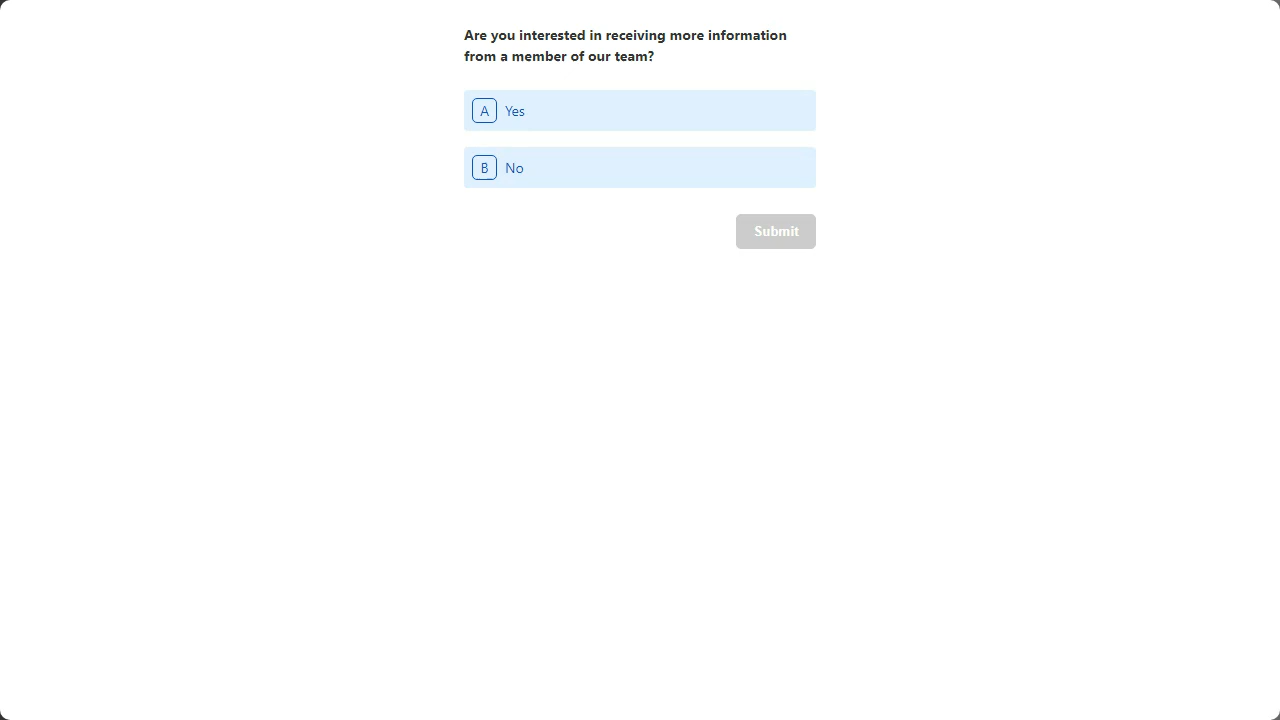 Are you interested in receiving more information
from a member of our team?
A Yes
B No
Submit